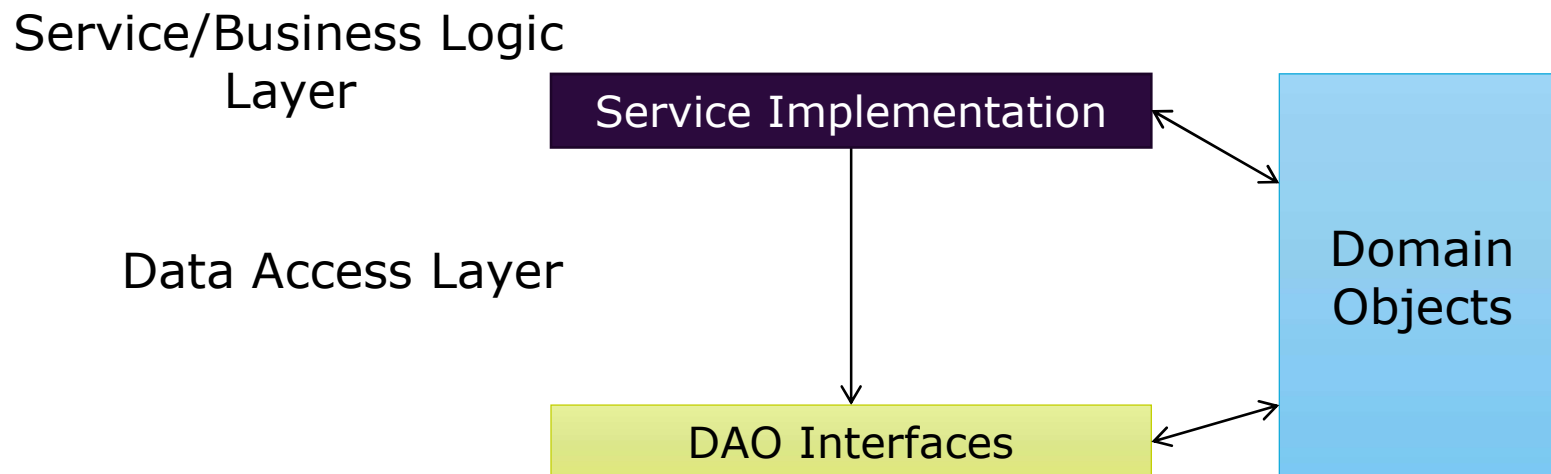 Service/Business Logic
Layer
Service Implementation
Data Access Layer
Domain
Objects
DAO Interfaces